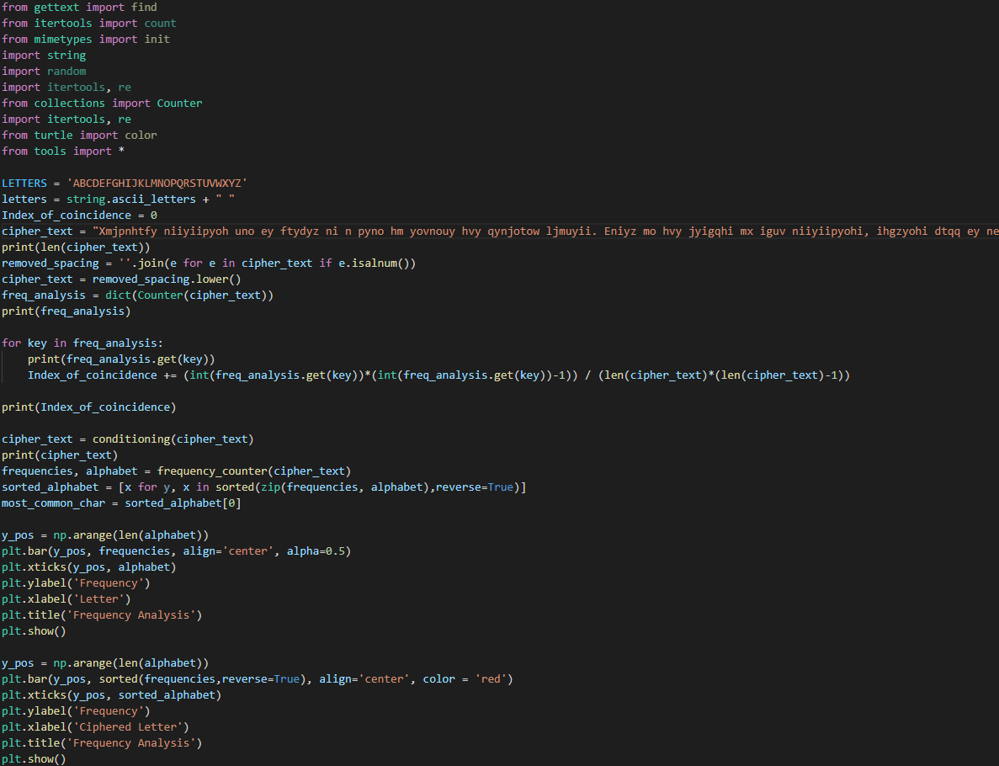 from gettext import find
from itertools import count
from mimetypes import init
import string
import random
import itertools, re
from collections import Counter
import itertools, re
from turtle import color
from tools import *
LETTERS = 'ABCDEFGHIJKLMNOPQRSTUVWXYZ'
letters = string.ascii_letters + " "
Index_of_coincidence = 0
cipher_text = "Xmjpnhtfy niiyiipyoh uno ey ftydyz ni n pyno hm yovnouy hvy qynjotow ljmuyii. Eniyz mo hvy jyigqhi mx iguv niiyiipyohi, ihgzyohi dtqq ey ne
print(len(cipher_text))
removed_spacing = ''.join(e for e in cipher_text if e.isalnum())
cipher_text = removed_spacing.lower()
freq_analysis = dict(Counter(cipher_text))
print(freq_analysis)
for key in freq_analysis:
    print(freq_analysis.get(key))
    Index_of_coincidence += (int(freq_analysis.get(key))*(int(freq_analysis.get(key))-1)) / (len(cipher_text)*(len(cipher_text)-1))
print(Index_of_coincidence)
cipher_text = conditioning(cipher_text)
print(cipher_text)
frequencies, alphabet = frequency_counter(cipher_text)
sorted_alphabet = [x for y, x in sorted(zip(frequencies, alphabet),reverse=True)]
most_common_char = sorted_alphabet[0]
y_pos = np.arange(len(alphabet))
plt.bar(y_pos, frequencies, align='center', alpha=0.5)
plt.xticks(y_pos, alphabet)
plt.ylabel('Frequency')
plt.xlabel('Letter')
plt.title('Frequency Analysis')
plt.show()
y_pos = np.arange(len(alphabet))
plt.bar(y_pos, sorted(frequencies,reverse=True), align='center', color = 'red')
plt.xticks(y_pos, sorted_alphabet)
plt.ylabel('Frequency')
plt.xlabel('Ciphered Letter')
plt.title('Frequency Analysis')
plt.show()